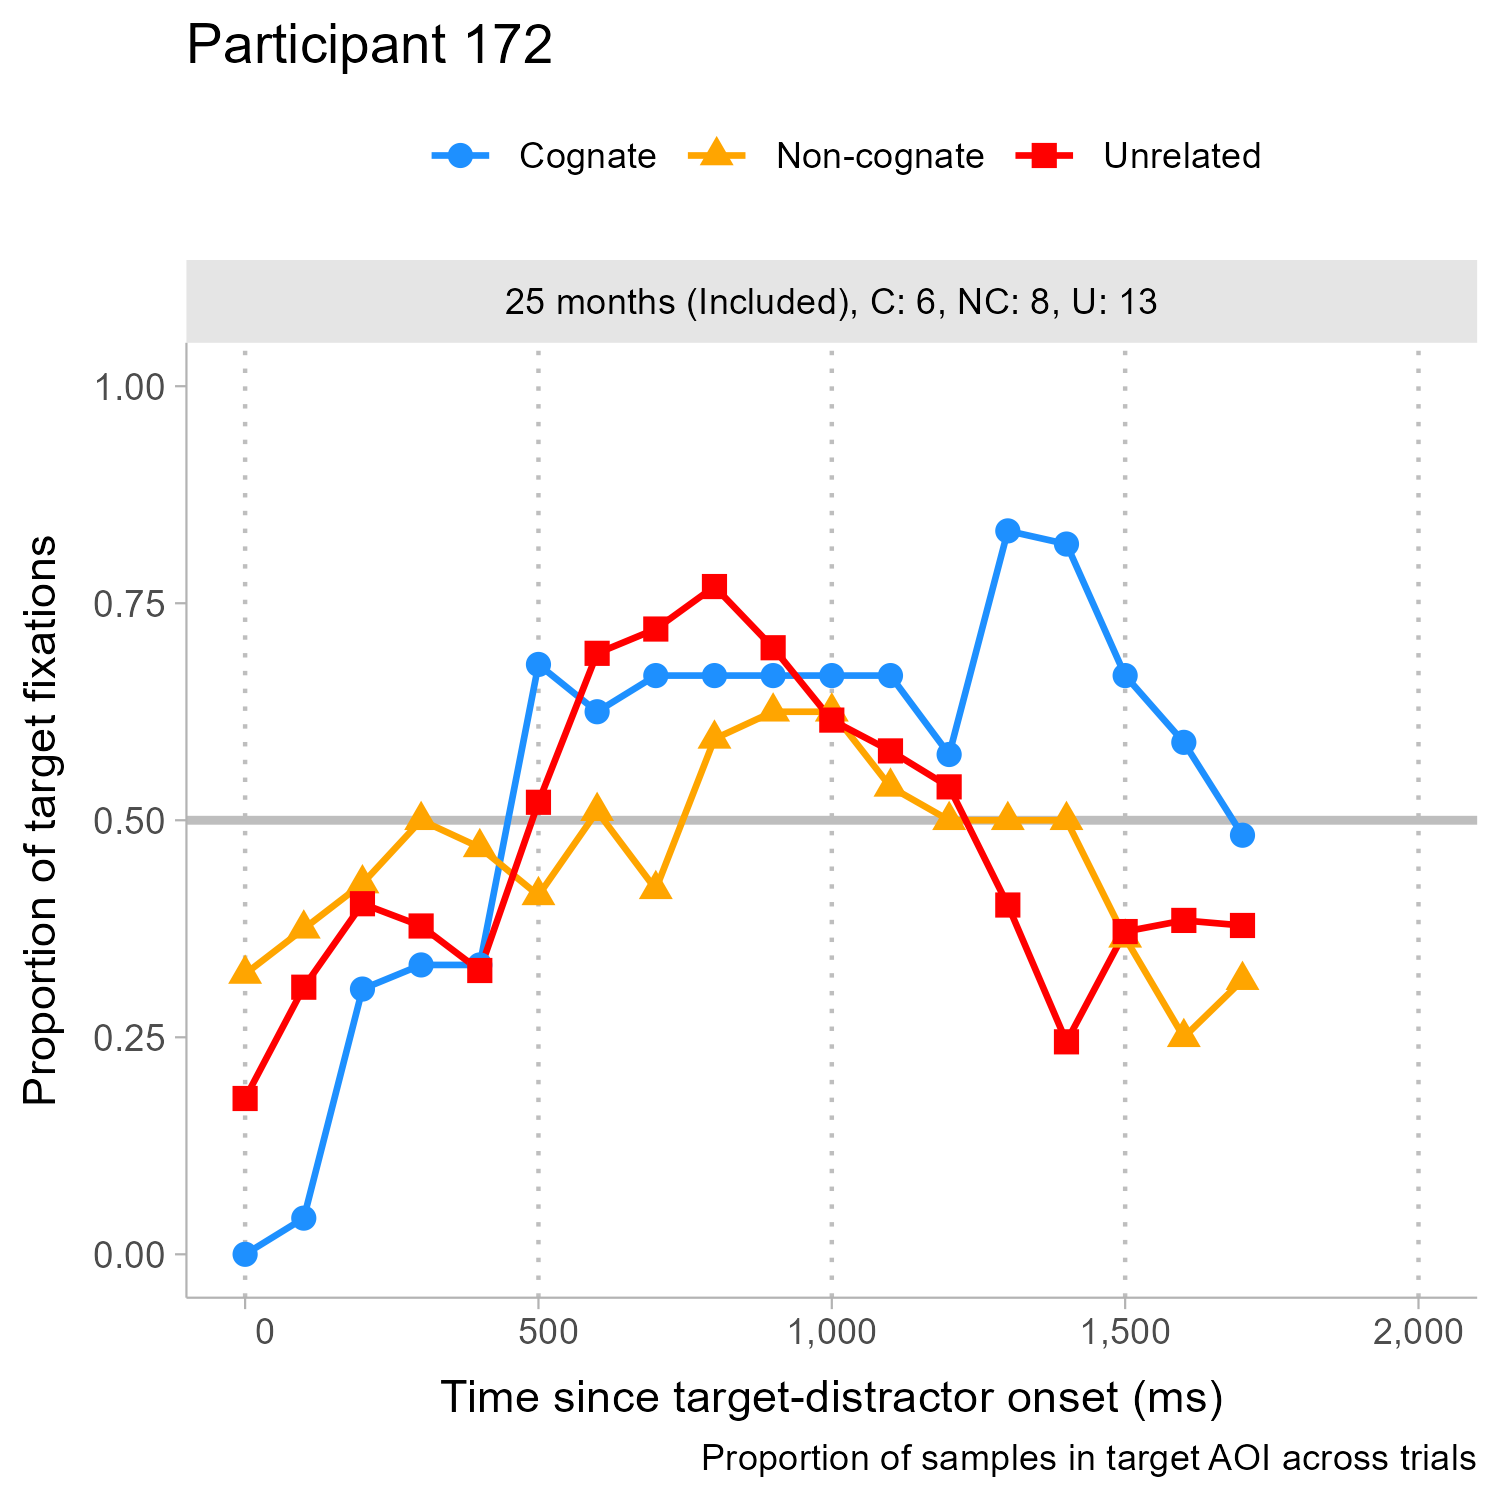 Participant 172
Cognate Non-cognate Unrelated
25 months (Included), C: 6, NC: 8, U: 13
Proportion of target fixations
1.00
0.75
0.50
0.25
0.00
0 500 1,000 1,500 2,000
Time since target-distractor onset (ms)
Proportion of samples in target AOI across trials